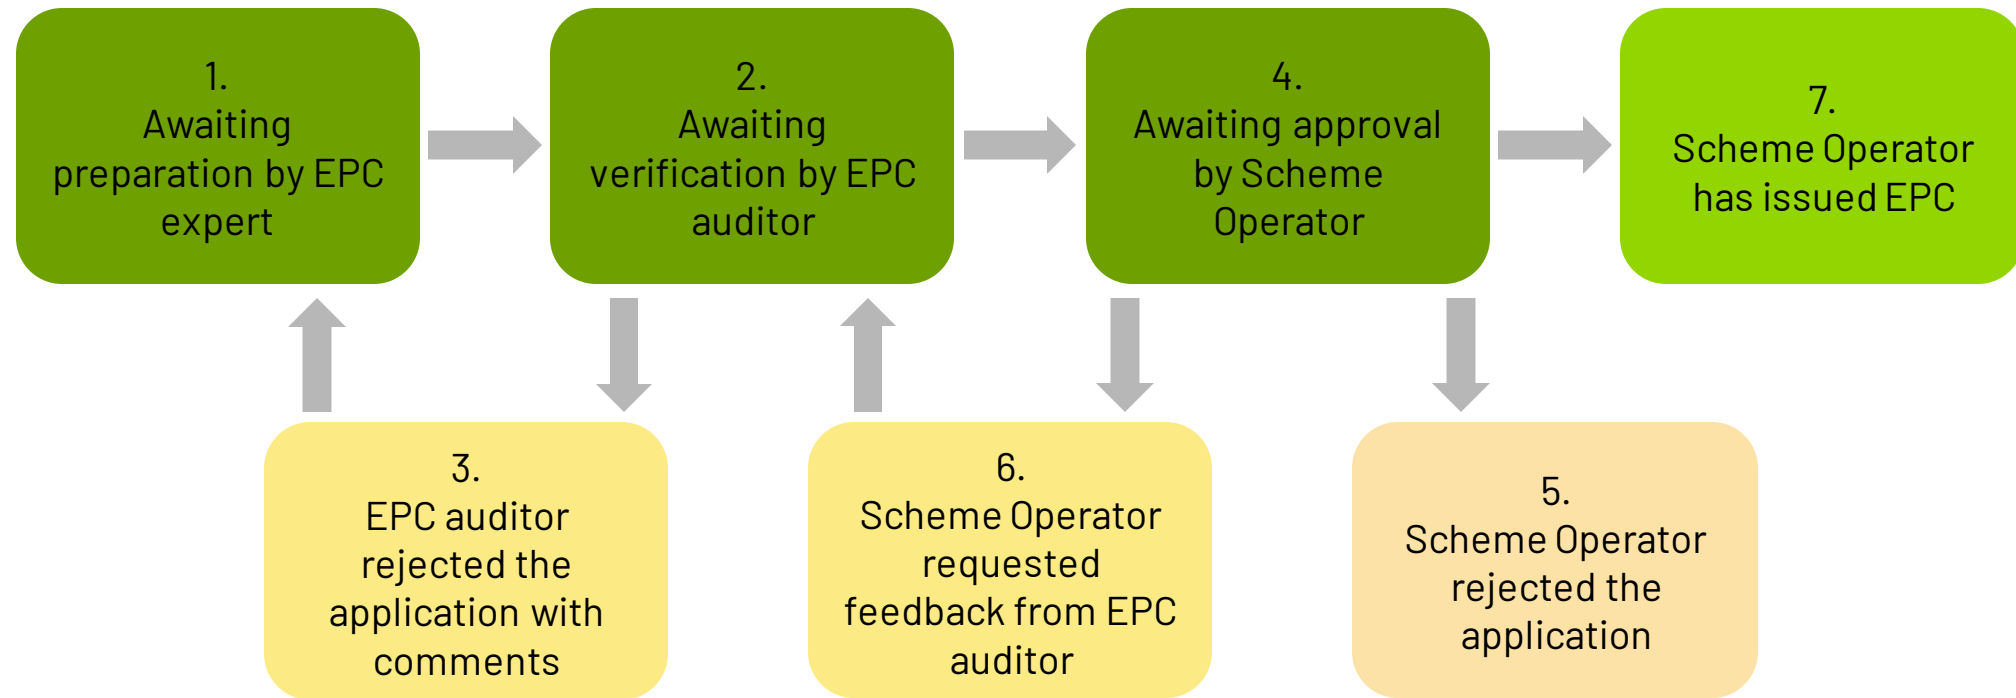 1.
Awaiting
preparation by EPC
expert
2.
Awaiting
verification by EPC
auditor
4.
Awaiting approval
by Scheme
Operator
7.
Scheme Operator
has issued EPC
3.
EPC auditor
rejected the
application with
comments
6.
Scheme Operator
requested
feedback from EPC
auditor
5.
Scheme Operator
rejected the
application